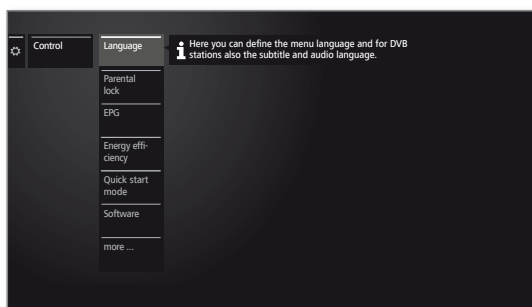 Control
Language
Here you can define the menu language and for DVB
stations also the subtitle and audio language.
Parental
lock
EPG
Energy effi-
ciency
Quick start
mode
Software
more ...